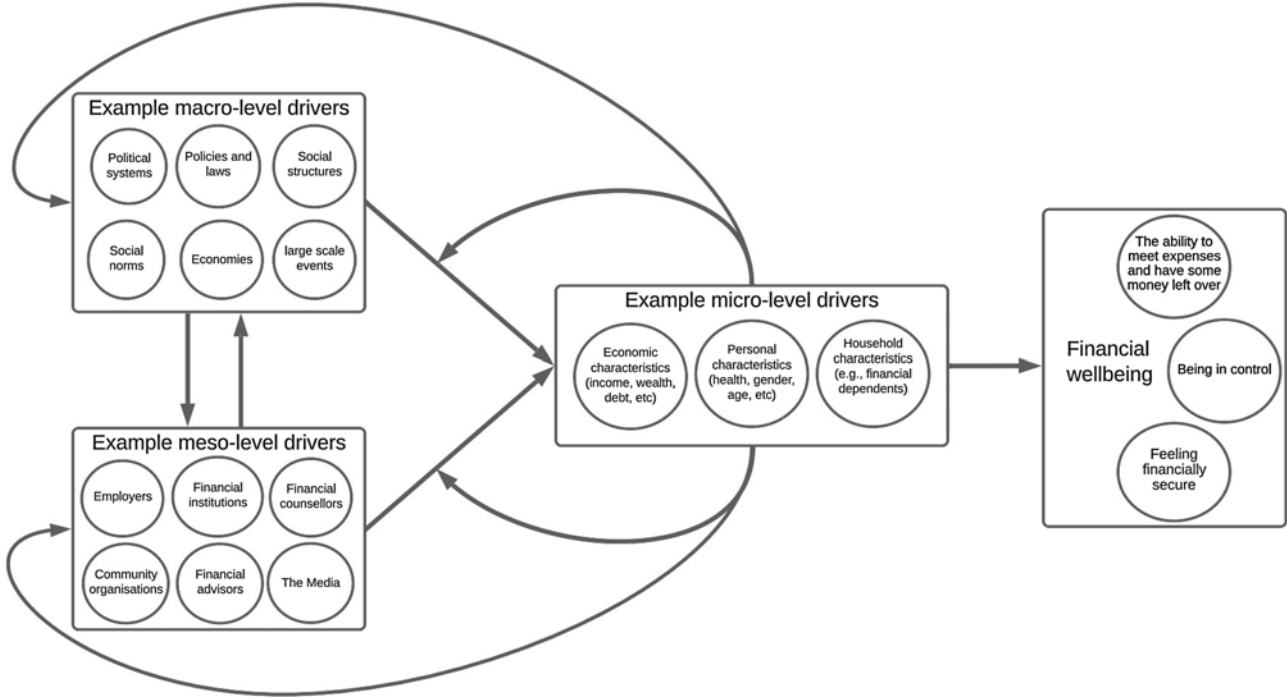 Example macro-level drivers
Political
systems
Policies and
laws
Social
structures
Social
norms
Economies
large scale
events
Example meso-level drivers
Employers
Financial
institutions
Financial
counsellors
Community
organisations
Financial
advisors
The Media
Example micro-level drivers
Economic
characteristics
(income, wealth,
debt, etc)
Personal
characteristics
(health, gender,
age, etc)
Household
characteristics
(e.g., financial
dependents)
Financial
wellbeing
The ability to
meet expenses
and have some
money left over
Being in control
Feeling
financially
secure